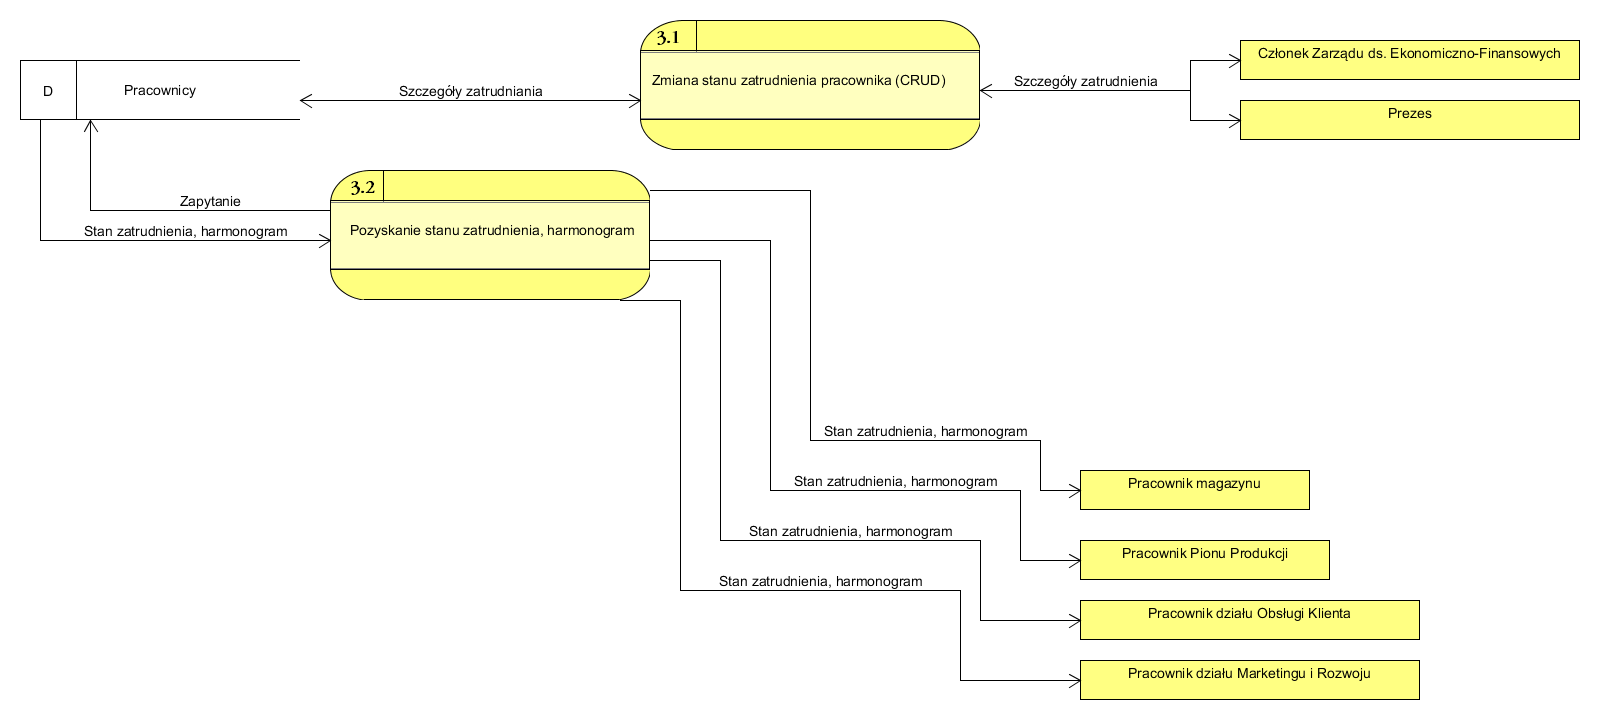 3.1
Członek Zarządu ds. Ekonomiczno-Finansowych
D
Pracownicy
Szczegóły zatrudniania
Zmiana stanu zatrudnienia pracownika (CRUD)
Szczegóły zatrudnienia
Prezes
3.2
Zapytanie
Stan zatrudnienia, harmonogram
Pozyskanie stanu zatrudnienia, harmonogram
Stan zatrudnienia, harmonogram
Pracownik magazynu
Stan zatrudnienia, harmonogram
Pracownik Pionu Produkcji
Stan zatrudnienia, harmonogram
Pracownik działu Obsługi Klienta
Stan zatrudnienia, harmonogram
Pracownik działu Marketingu i Rozwoju